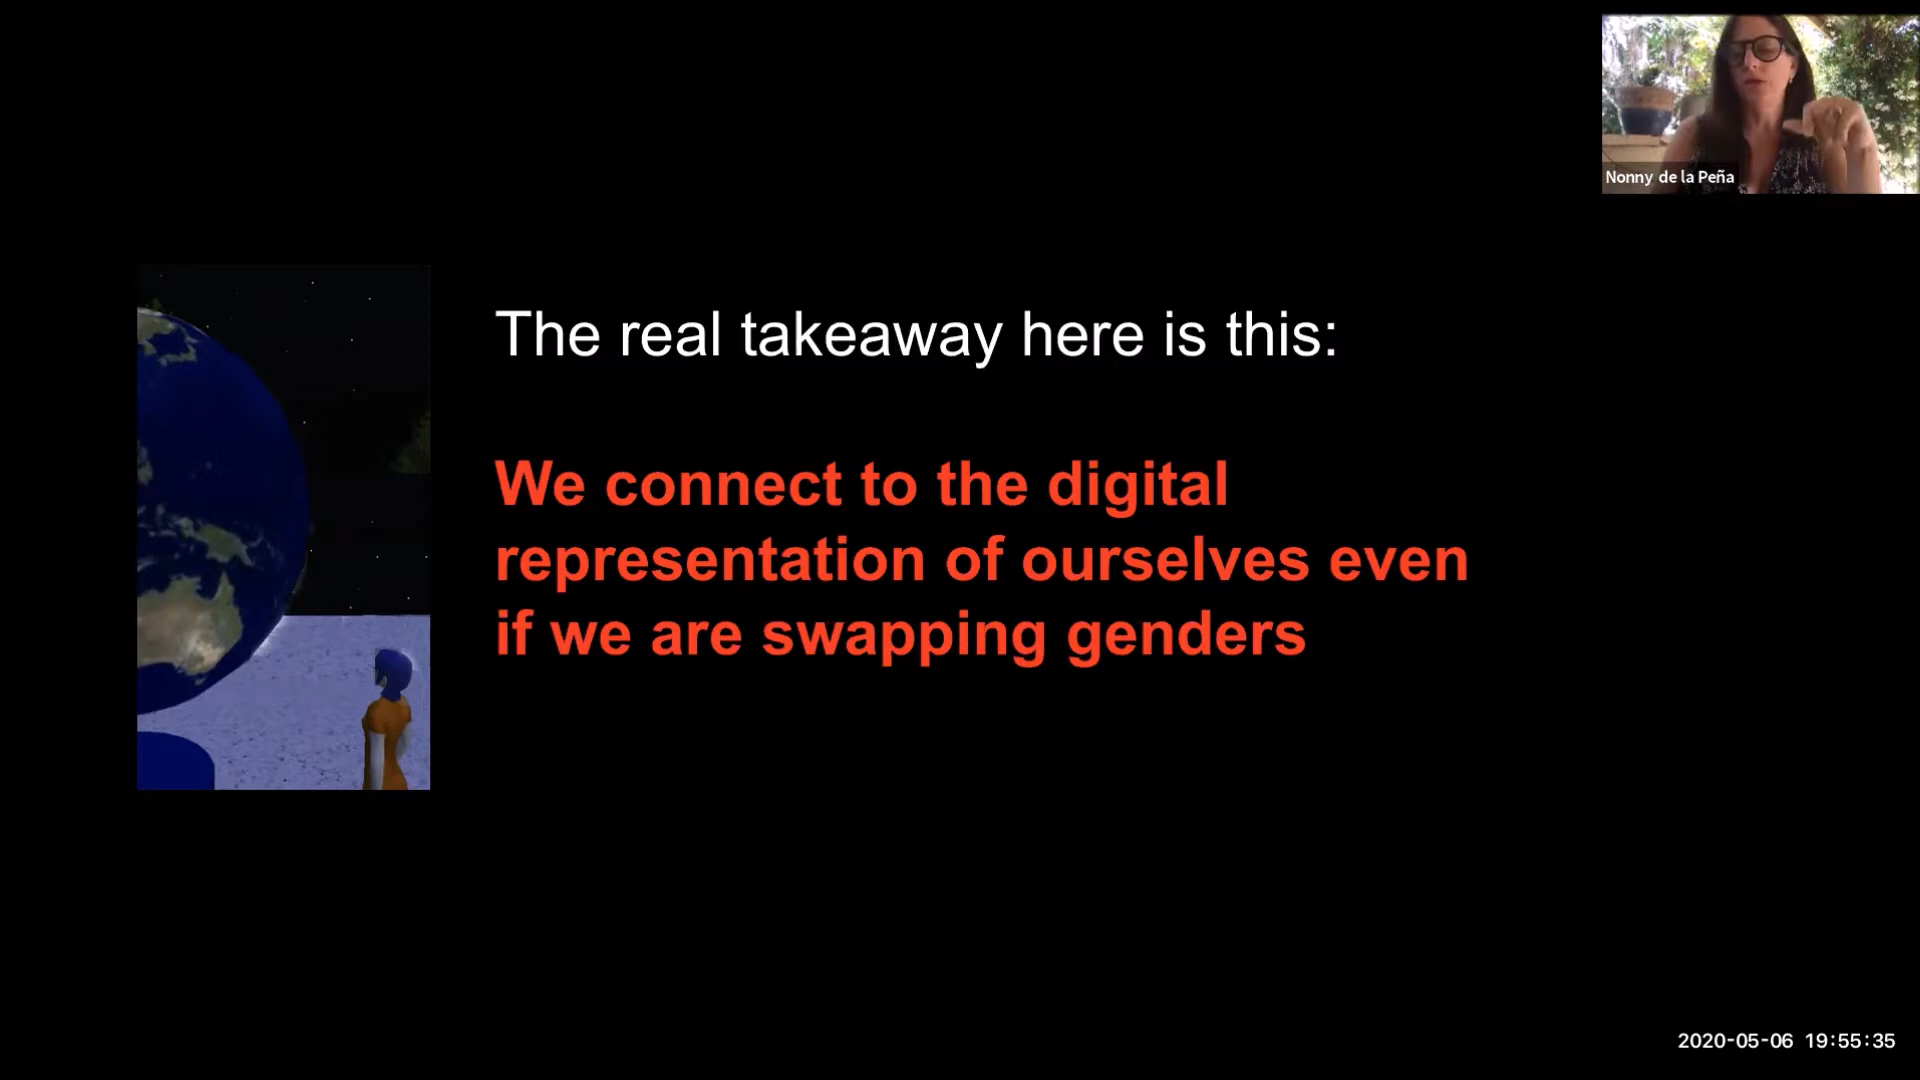 Nonny de la Peña
The real takeaway here is this:
We connect to the digital
representation of ourselves even
if we are swapping genders
2020-05-06 19:55:35